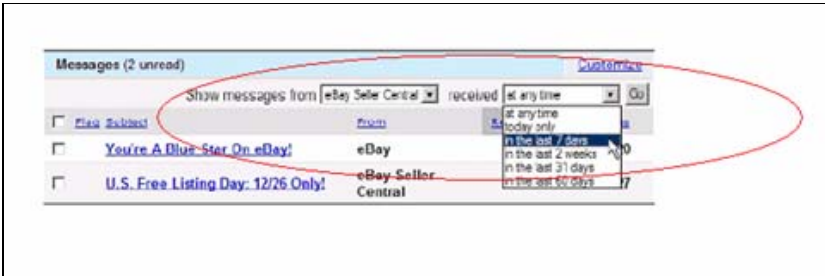 Messages (2 unread) Customize
Show messages from eBay Seller Central received at any time Go
Flag Subject From
at any time
today only
You're A Blue Star On eBay! eBay
in the last 7 days
in the last 2 weeks
U.S. Free Listing Day: 12/26 Only! eBay Seller Central
in the last 31 days
in the last 60 days